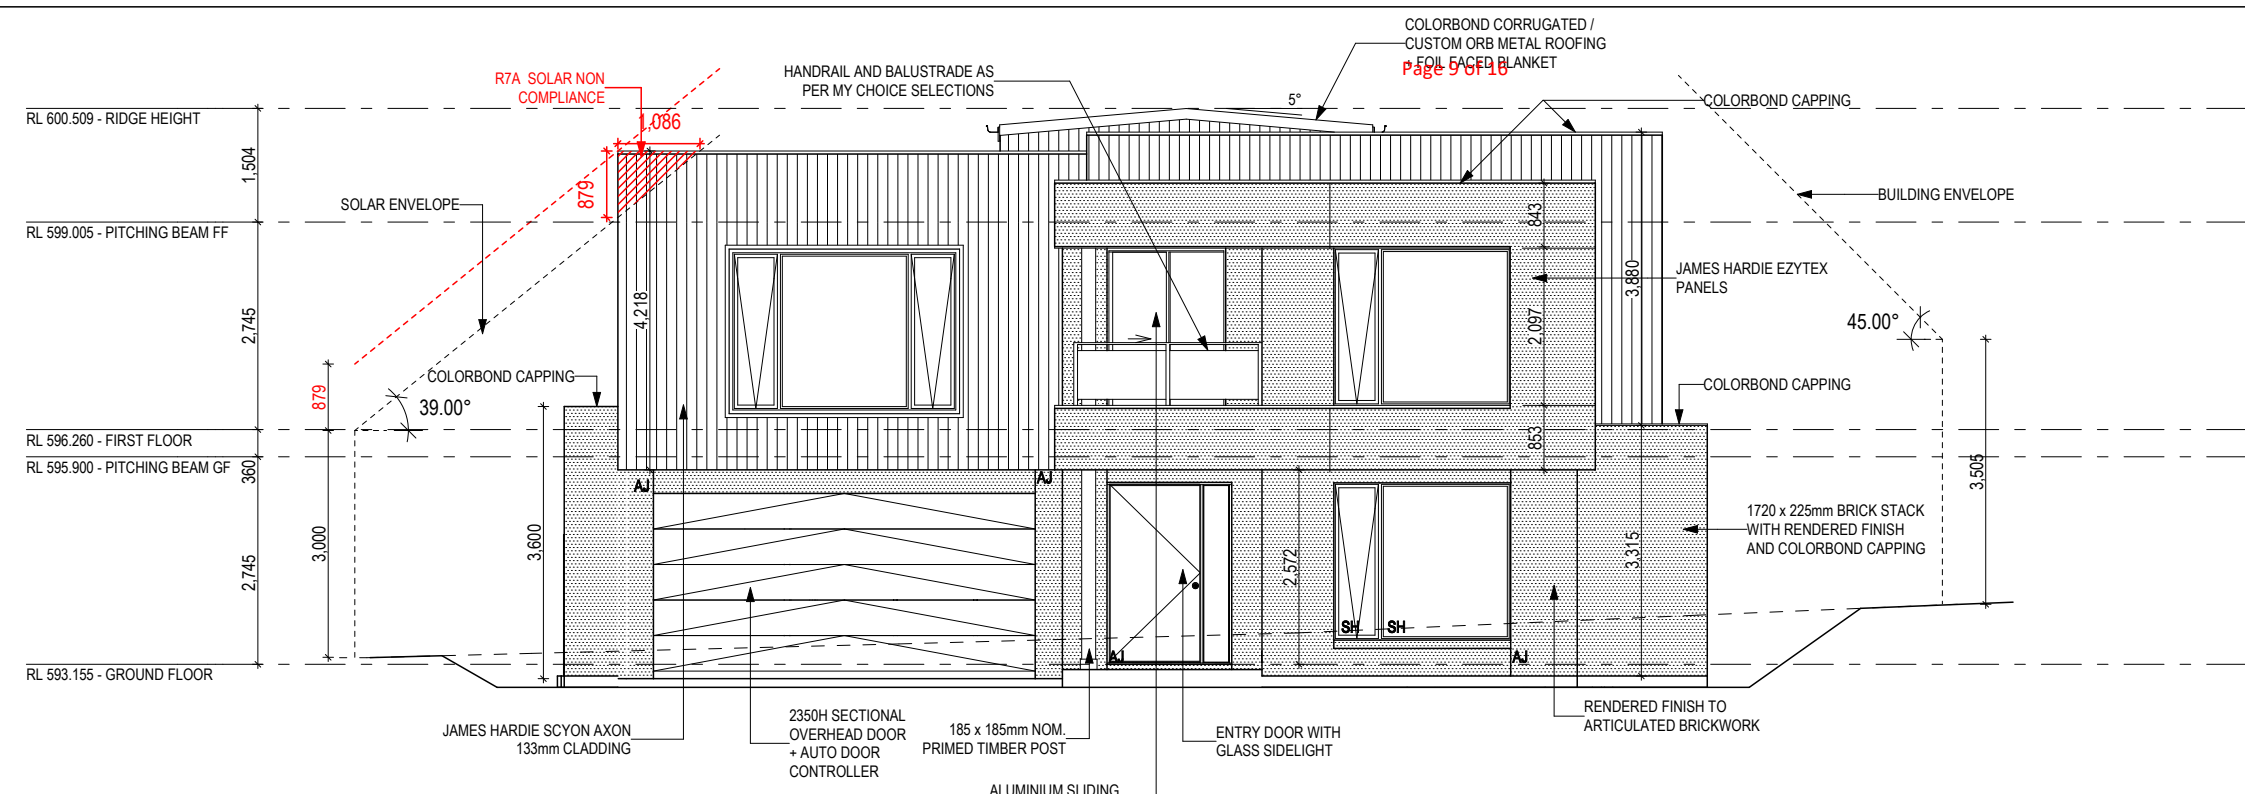 COLORBOND CORRUGATED /
CUSTOM ORB METAL ROOFING
+ FOIL FACED BLANKET
Page 9 of 16
R7A SOLAR NON
COMPLIANCE
HANDRAIL AND BALUSTRADE AS
PER MY CHOICE SELECTIONS
5°
COLORBOND CAPPING
RL 600.509 - RIDGE HEIGHT
1,086
1,504
879
SOLAR ENVELOPE
BUILDING ENVELOPE
843
RL 599.005 - PITCHING BEAM FF
JAMES HARDIE EZYTEX
PANELS
3,880
4,218
2,745
2,097
45.00°
COLORBOND CAPPING
39.00°
879
COLORBOND CAPPING
RL 596.260 - FIRST FLOOR
853
RL 595.900 - PITCHING BEAM GF
360
AJ
AJ
3,505
1720 x 225mm BRICK STACK
WITH RENDERED FINISH
AND COLORBOND CAPPING
3,000
3,600
2,745
2,572
3,315
SH
SH
AJ
AJ
RL 593.155 - GROUND FLOOR
JAMES HARDIE SCYON AXON
133mm CLADDING
2350H SECTIONAL
OVERHEAD DOOR
+ AUTO DOOR
CONTROLLER
185 x 185mm NOM.
PRIMED TIMBER POST
ENTRY DOOR WITH
GLASS SIDELIGHT
RENDERED FINISH TO
ARTICULATED BRICKWORK
ALUMINIUM SLIDING